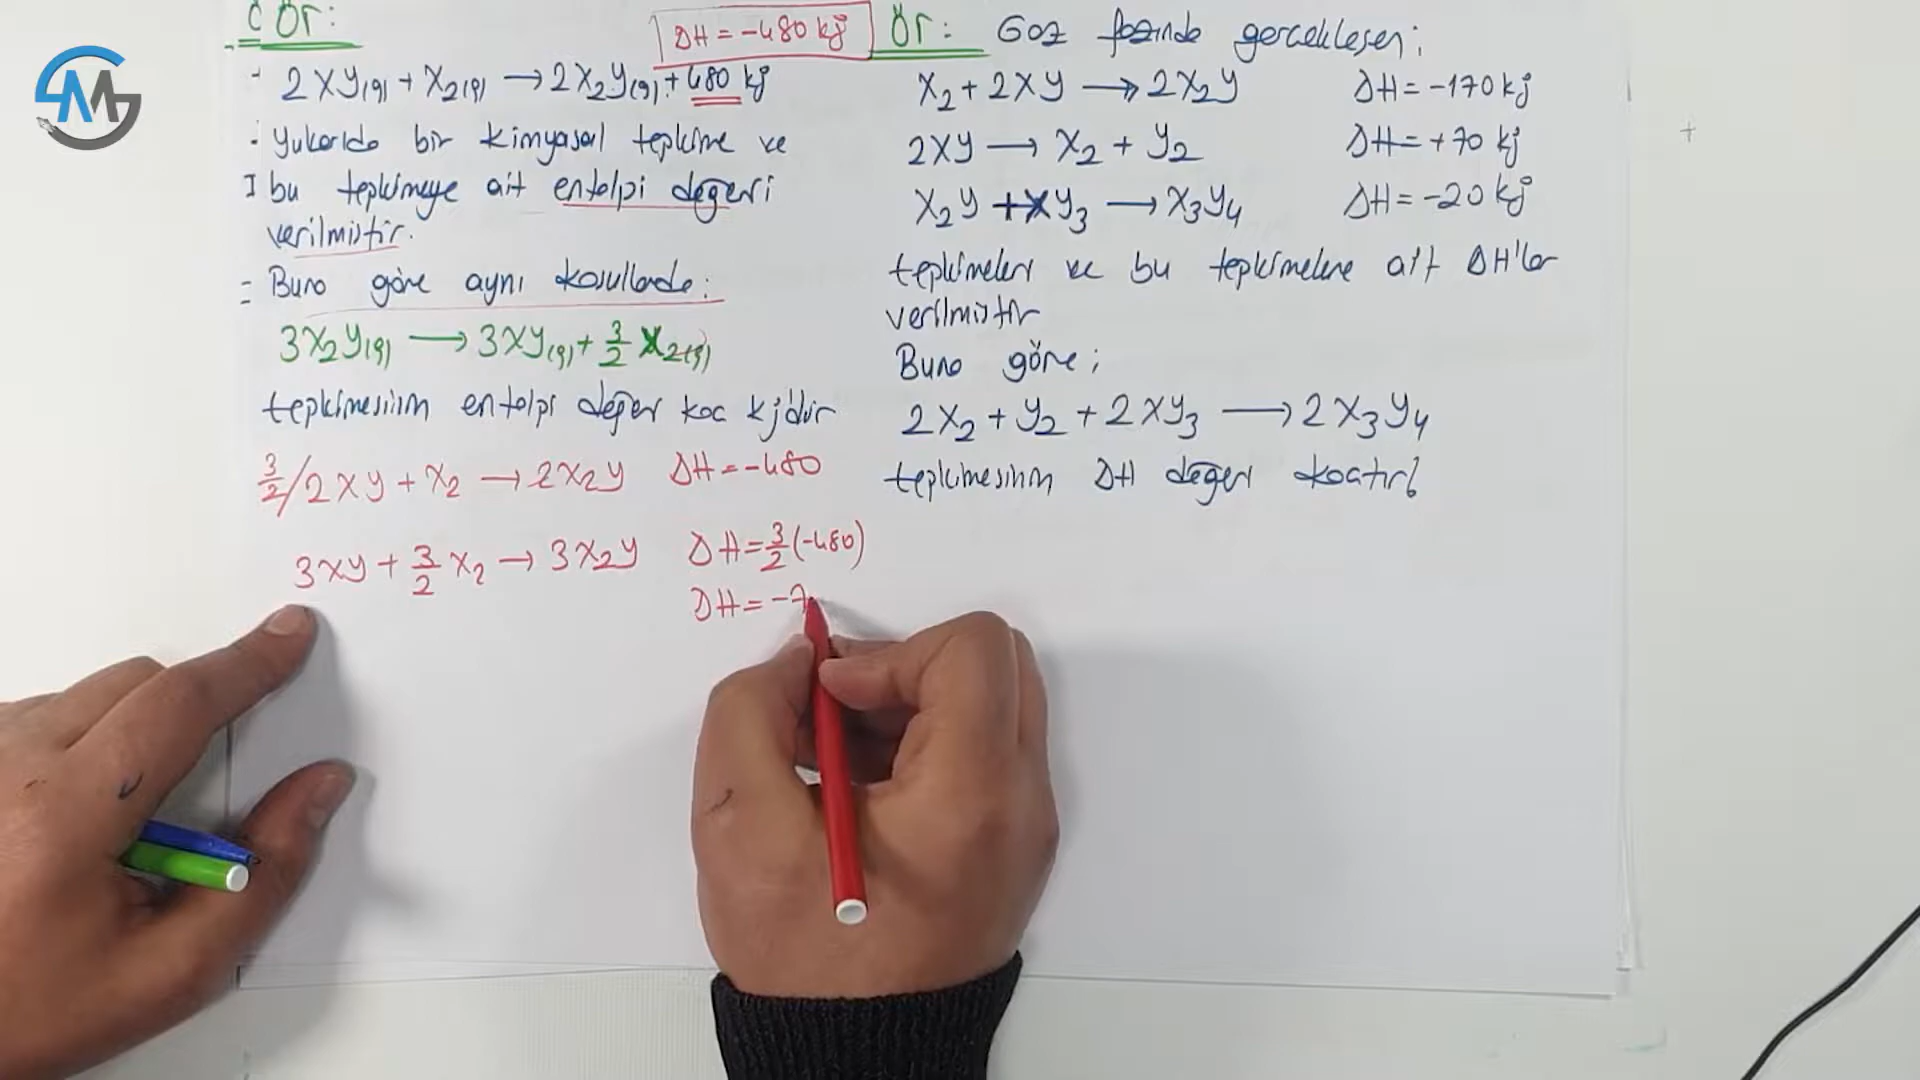 Ör:
ΔH = -480 kj
2XY(g) + X2(g) → 2X2Y(g) + 480 kj
Yukarıda bir kimyasal tepkime ve
bu tepkimeye ait entalpi değeri
verilmiştir.
Buna göre aynı koşullarda:
3X2Y(g) → 3XY(g) + 3/2 X2(g)
tepkimesinin entalpi değer kaç kj'dür
3/2 / 2XY + X2 → 2X2Y ΔH = -480
3XY + 3/2 X2 → 3X2Y ΔH = 3/2 (-480)
ΔH = -7
Ör: Gaz fazında gerçekleşen;
X2 + 2XY → 2X2Y ΔH = -170 kj
2XY → X2 + Y2 ΔH = +70 kj
X2Y + XY3 → X3Y4 ΔH = -20 kj
tepkimeleri ve bu tepkimelere ait ΔH'lar
verilmiştir
Buna göre;
2X2 + Y2 + 2XY3 → 2X3Y4
tepkimesinin ΔH değeri kaçtır?